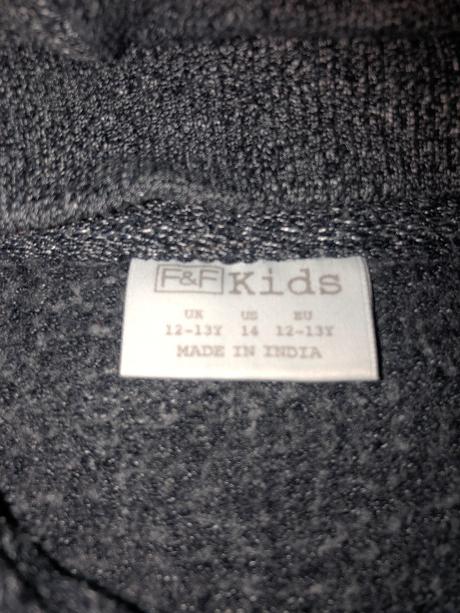 F&F Kids
UK US EU
12-13Y 14 12-13Y
MADE IN INDIA